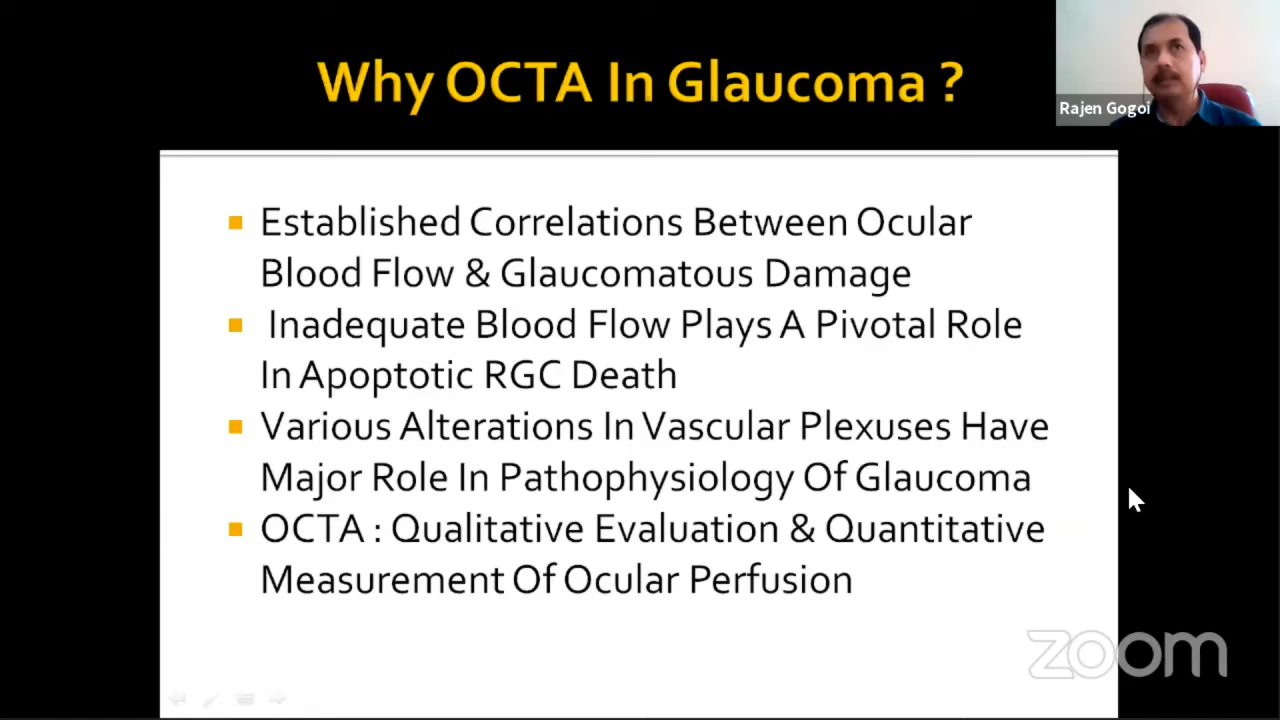 Why OCTA In Glaucoma ?
Rajen Gogoi
Established Correlations Between Ocular
Blood Flow & Glaucomatous Damage
Inadequate Blood Flow Plays A Pivotal Role
In Apoptotic RGC Death
Various Alterations In Vascular Plexuses Have
Major Role In Pathophysiology Of Glaucoma
OCTA : Qualitative Evaluation & Quantitative
Measurement Of Ocular Perfusion
zoom